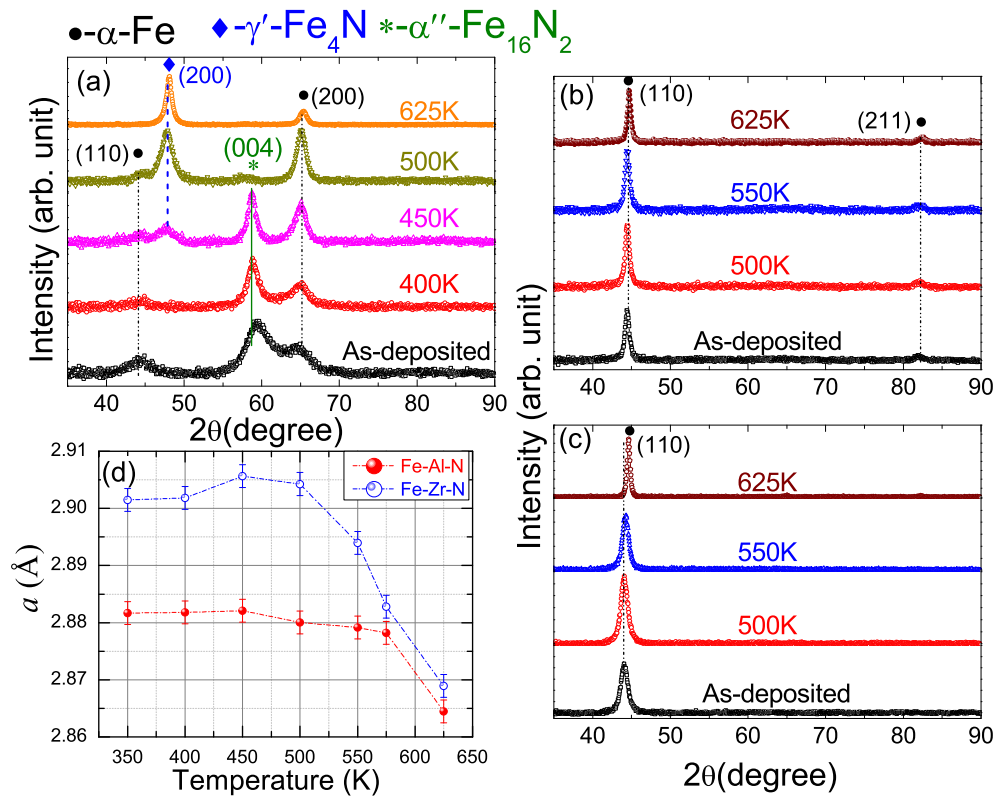 ●-α-Fe ◆-γ'-Fe4N *-α''-Fe16N2
(a)
(200)
(200)
625K
(110)
(004)
*
500K
450K
400K
As-deposited
Intensity (arb. unit)
40 50 60 70 80 90
2θ(degree)
(b)
(110)
(211)
625K
550K
500K
As-deposited
40 50 60 70 80 90
(c)
(110)
625K
550K
500K
As-deposited
Intensity (arb. unit)
40 50 60 70 80 90
2θ(degree)
(d)
Fe-Al-N
Fe-Zr-N
2.91
2.90
2.89
2.88
2.87
2.86
a (Å)
350 400 450 500 550 575 600 650
Temperature (K)